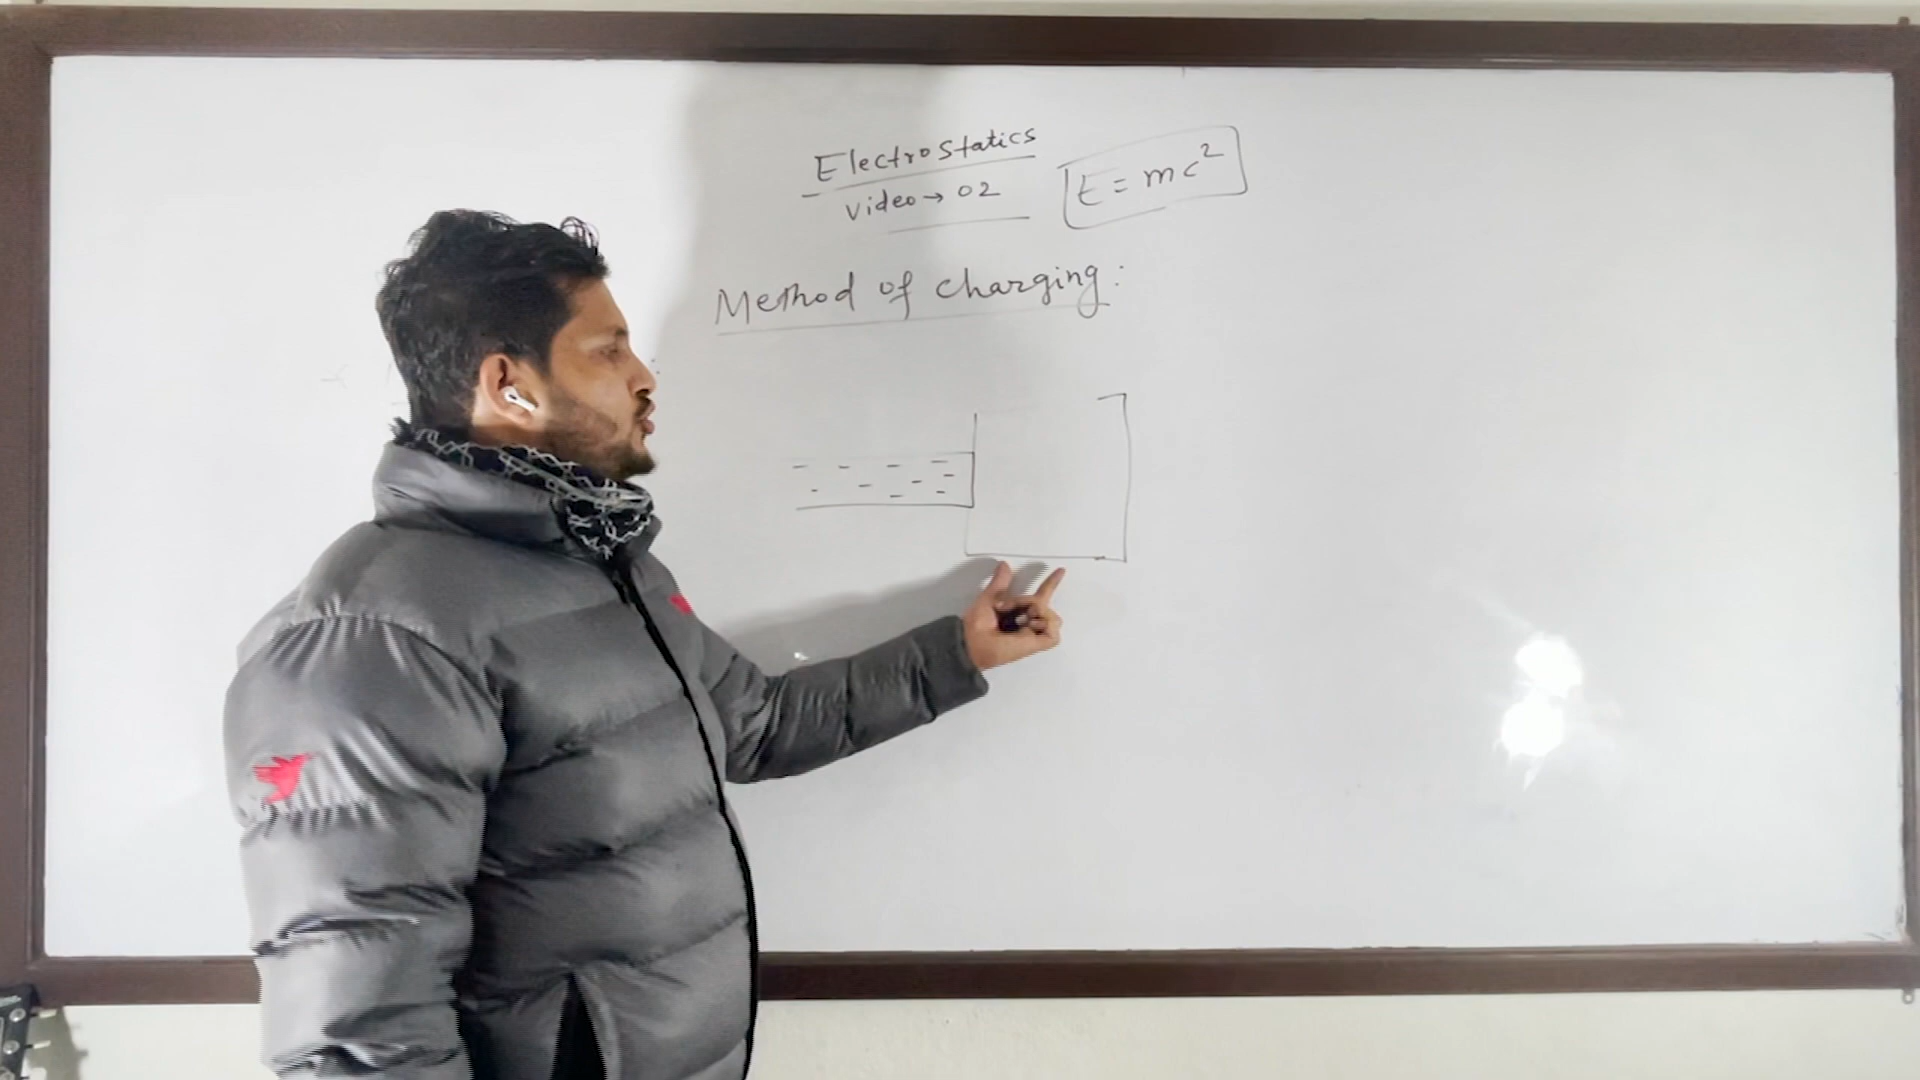 Electrostatics
Video → 02
E = mc²
Method of charging: